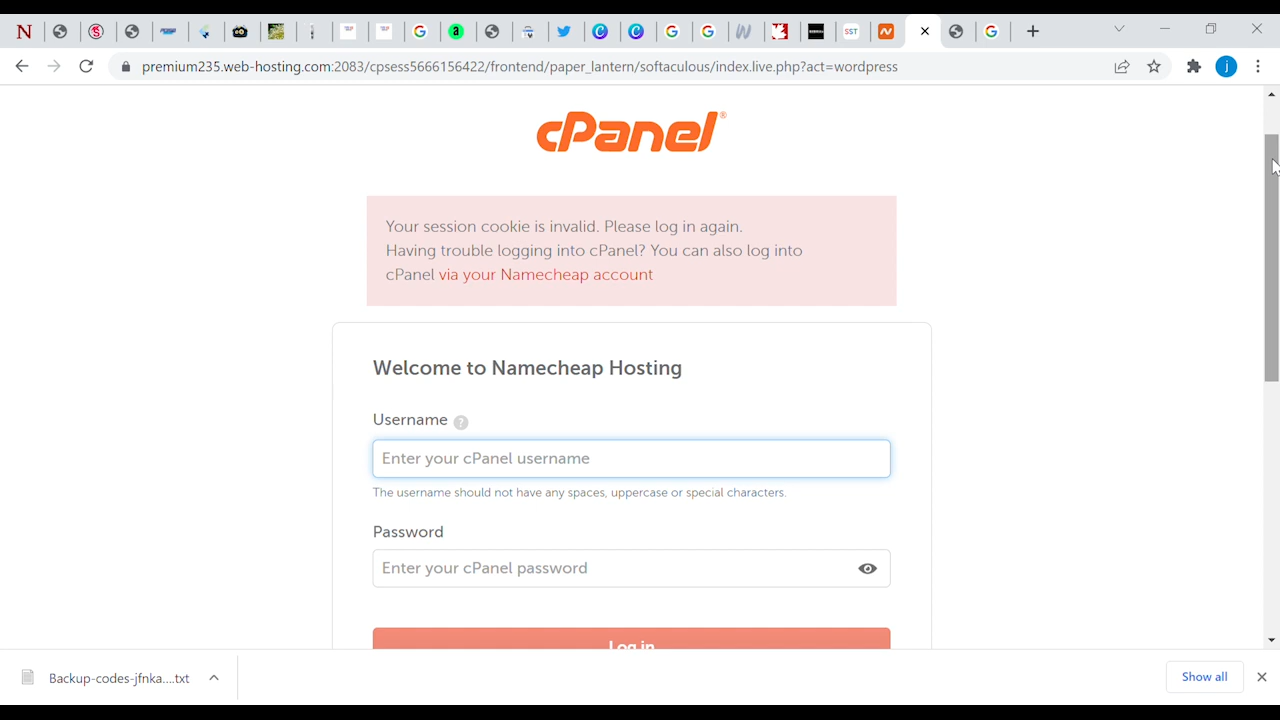 N
a
SST
premium235.web-hosting.com:2083/cpsess5666156422/frontend/paper_lantern/softaculous/index.live.php?act=wordpress
j
cPanel®
Your session cookie is invalid. Please log in again.
Having trouble logging into cPanel? You can also log into
cPanel via your Namecheap account
Welcome to Namecheap Hosting
Username ?
Enter your cPanel username
The username should not have any spaces, uppercase or special characters.
Password
Enter your cPanel password
Log in
Backup-codes-jfnka....txt
Show all